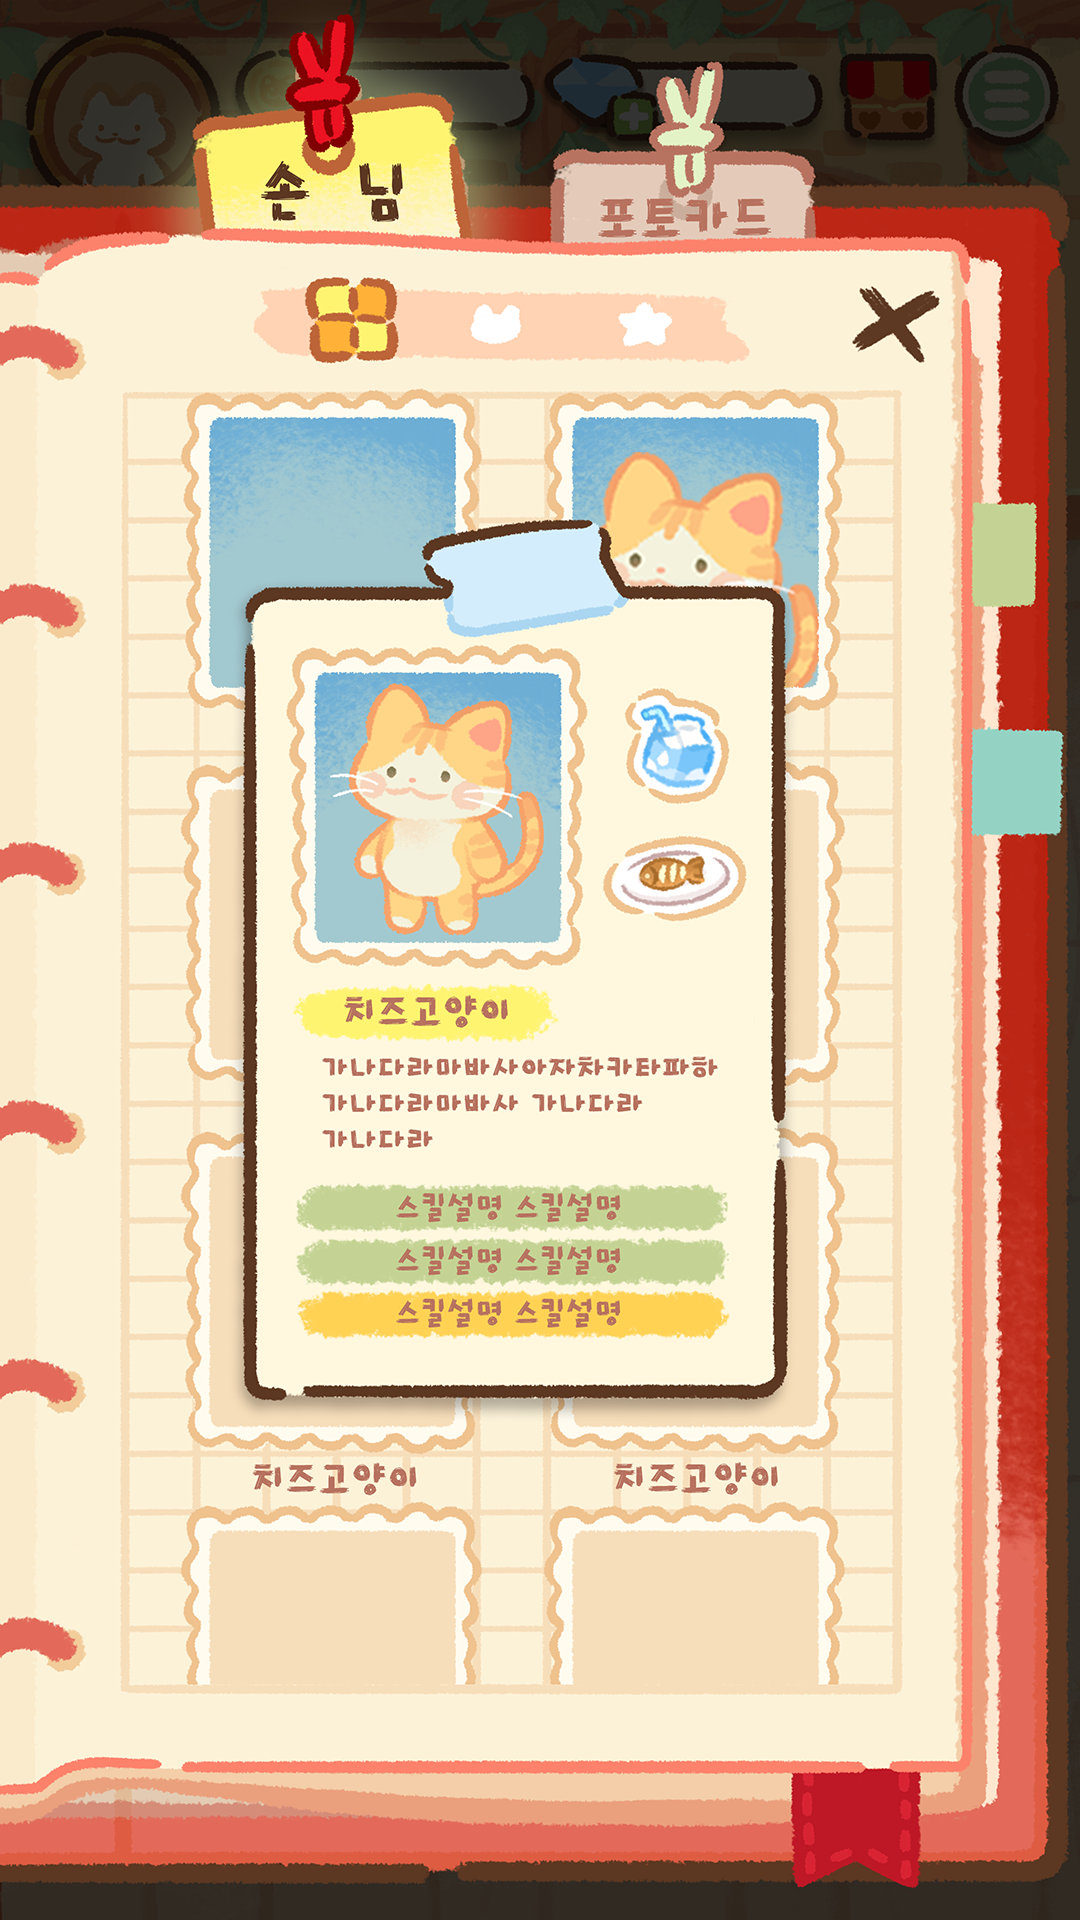 손 님
포토카드
치즈고양이
가나다라마바사아자차카타파하
가나다라마바사 가나다라
가나다라
스킬설명 스킬설명
스킬설명 스킬설명
스킬설명 스킬설명
치즈고양이
치즈고양이